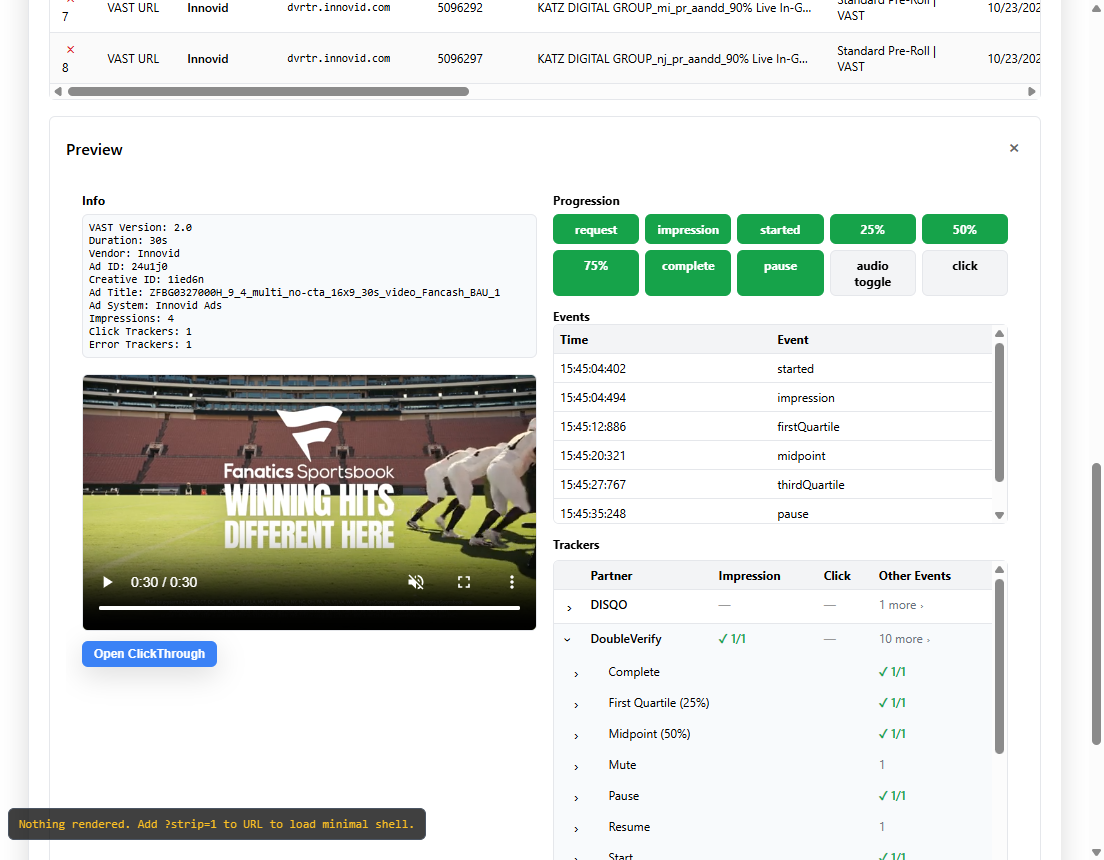 7
VAST URL
Innovid
dvrtr.innovid.com
5096292
KATZ DIGITAL GROUP_mi_pr_aandd_90% Live In-G...
Standard Pre-Roll |
VAST
10/23/202
8
VAST URL
Innovid
dvrtr.innovid.com
5096297
KATZ DIGITAL GROUP_nj_pr_aandd_90% Live In-G...
Standard Pre-Roll |
VAST
10/23/202
Preview
Info
VAST Version: 2.0
Duration: 30s
Vendor: Innovid
Ad ID: 24u1j0
Creative ID: 1ied6n
Ad Title: ZFBG0327000H_9_4_multi_no-cta_16x9_30s_video_Fancash_BAU_1
Ad System: Innovid Ads
Impressions: 4
Click Trackers: 1
Error Trackers: 1
Fanatics Sportsbook
WINNING HITS
DIFFERENT HERE
0:30 / 0:30
Open ClickThrough
Progression
request
impression
started
25%
50%
75%
complete
pause
audio
toggle
click
Events
Time Event
15:45:04:402 started
15:45:04:494 impression
15:45:12:886 firstQuartile
15:45:20:321 midpoint
15:45:27:767 thirdQuartile
15:45:35:248 pause
Trackers
Partner Impression Click Other Events
DISQO — — 1 more ›
DoubleVerify ✓ 1/1 — 10 more ›
Complete ✓ 1/1
First Quartile (25%) ✓ 1/1
Midpoint (50%) ✓ 1/1
Mute 1
Pause ✓ 1/1
Resume 1
Start ✓ 1/1
Nothing rendered. Add ?strip=1 to URL to load minimal shell.